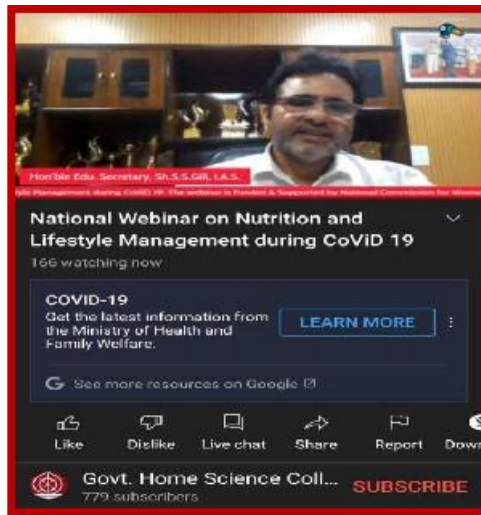 Hon'ble Edu. Secretary, Sh.S.S.Gill, I.A.S.
style Management during CoViD 19. The webinar is Funded & Supported by National Commission for Women
National Webinar on Nutrition and
Lifestyle Management during CoViD 19
166 watching now
COVID-19
Get the latest information from
the Ministry of Health and
Family Welfare.
LEARN MORE
G See more resources on Google
Like Dislike Live chat Share Report Down
Govt. Home Science Coll...
779 subscribers
SUBSCRIBE